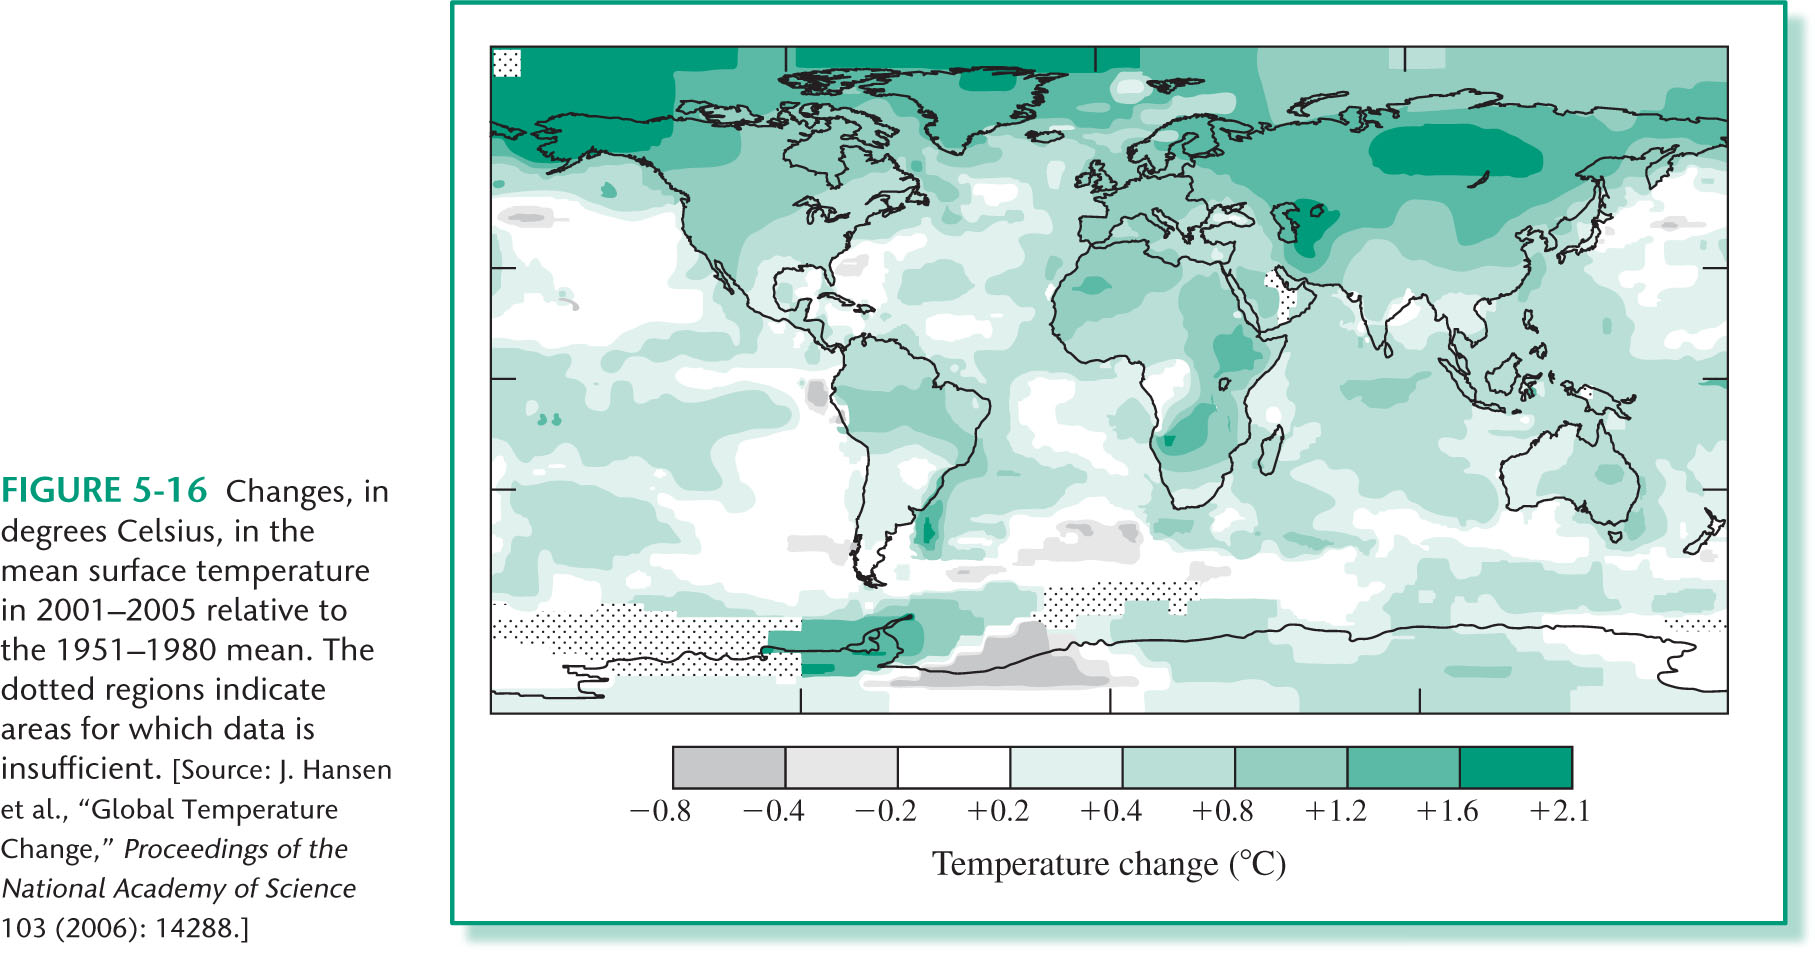 FIGURE 5-16 Changes, in
degrees Celsius, in the
mean surface temperature
in 2001–2005 relative to
the 1951–1980 mean. The
dotted regions indicate
areas for which data is
insufficient. [Source: J. Hansen
et al., “Global Temperature
Change,” Proceedings of the
National Academy of Science
103 (2006): 14288.]
−0.8 −0.4 −0.2 +0.2 +0.4 +0.8 +1.2 +1.6 +2.1
Temperature change (°C)